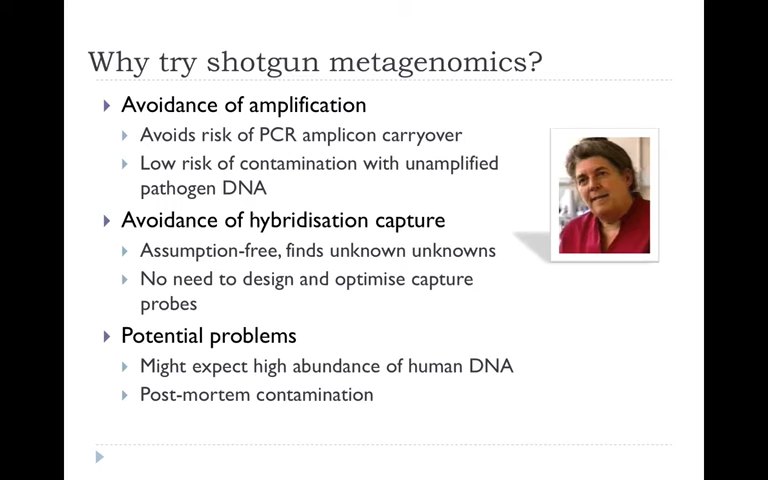 Why try shotgun metagenomics?
Avoidance of amplification
Avoids risk of PCR amplicon carryover
Low risk of contamination with unamplified
pathogen DNA
Avoidance of hybridisation capture
Assumption-free, finds unknown unknowns
No need to design and optimise capture
probes
Potential problems
Might expect high abundance of human DNA
Post-mortem contamination